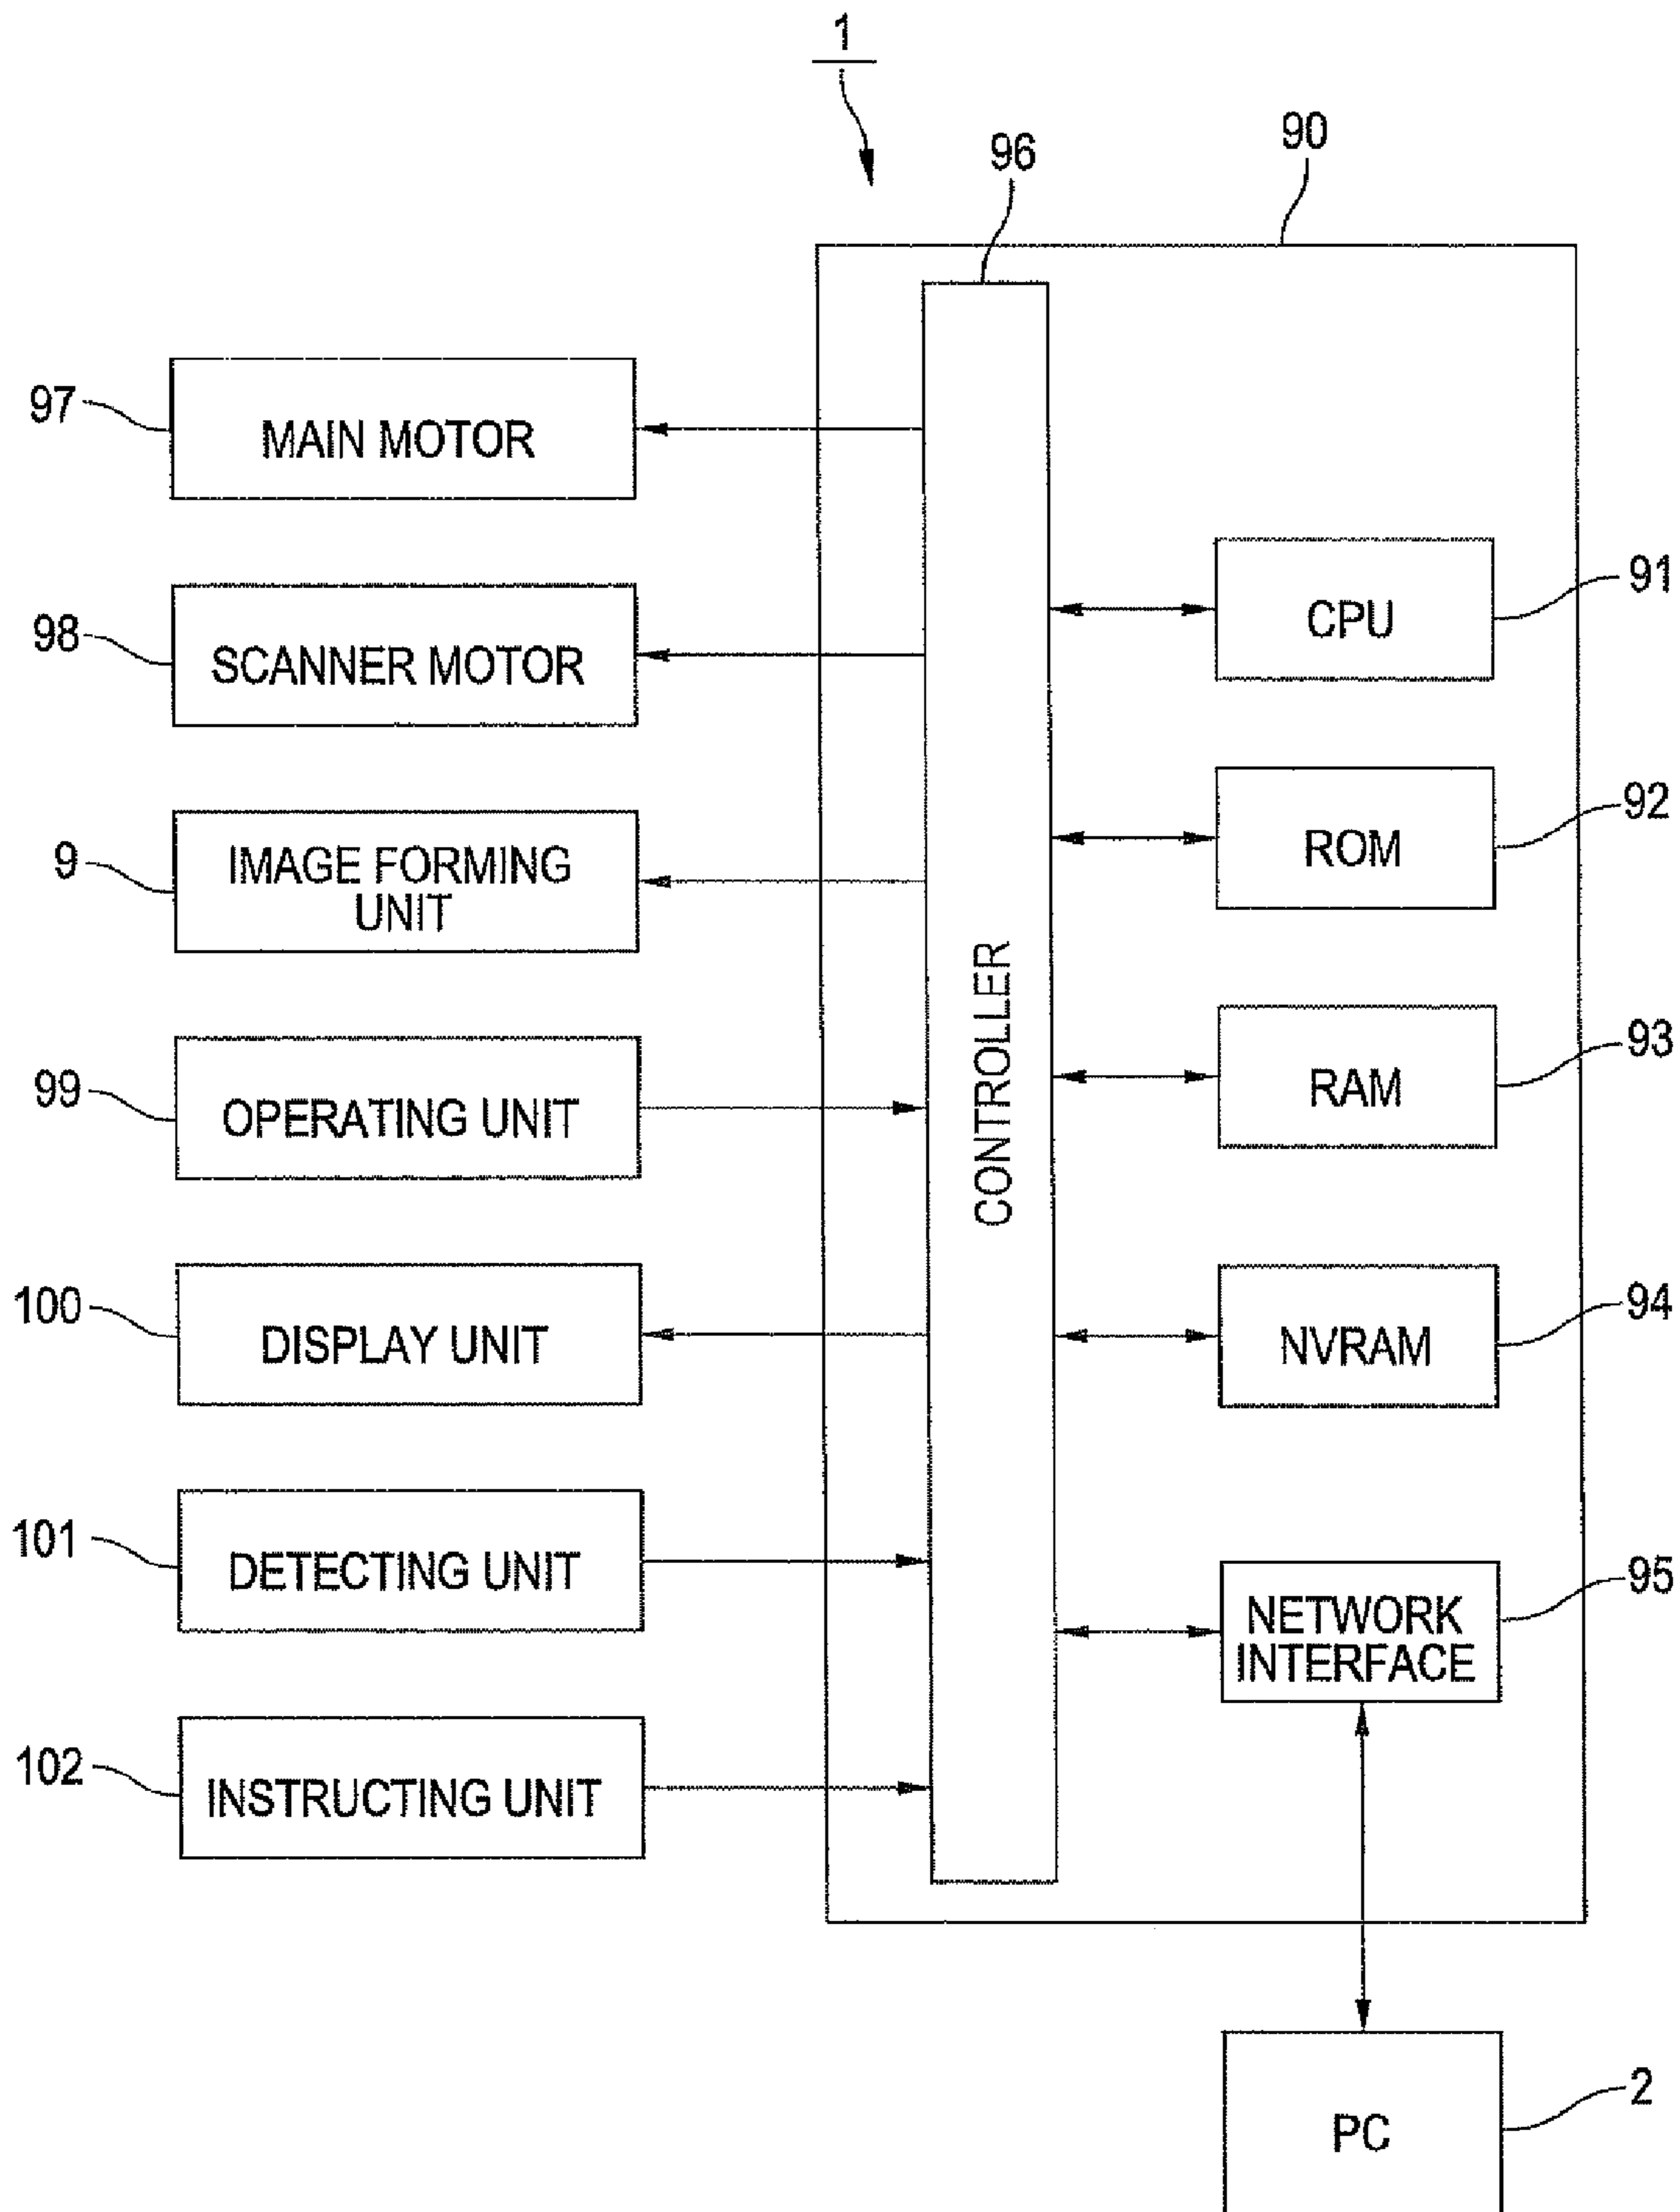 1
90
96
97
MAIN MOTOR
98
SCANNER MOTOR
9
IMAGE FORMING
UNIT
99
OPERATING UNIT
100
DISPLAY UNIT
101
DETECTING UNIT
102
INSTRUCTING UNIT
CONTROLLER
CPU
91
ROM
92
RAM
93
NVRAM
94
NETWORK
INTERFACE
95
PC
2